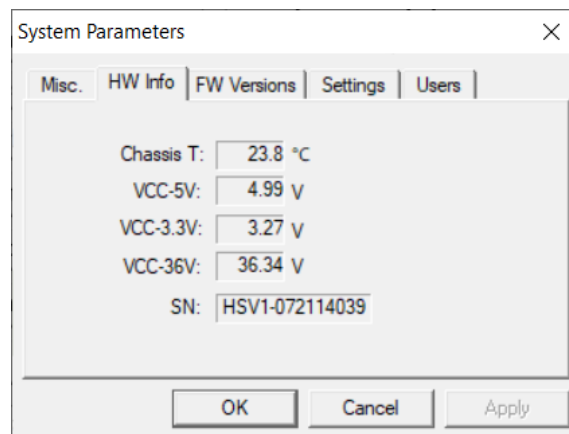 System Parameters
Misc. HW Info FW Versions Settings Users
Chassis T: 23.8 °C
VCC-5V: 4.99 V
VCC-3.3V: 3.27 V
VCC-36V: 36.34 V
SN: HSV1-072114039
OK Cancel Apply